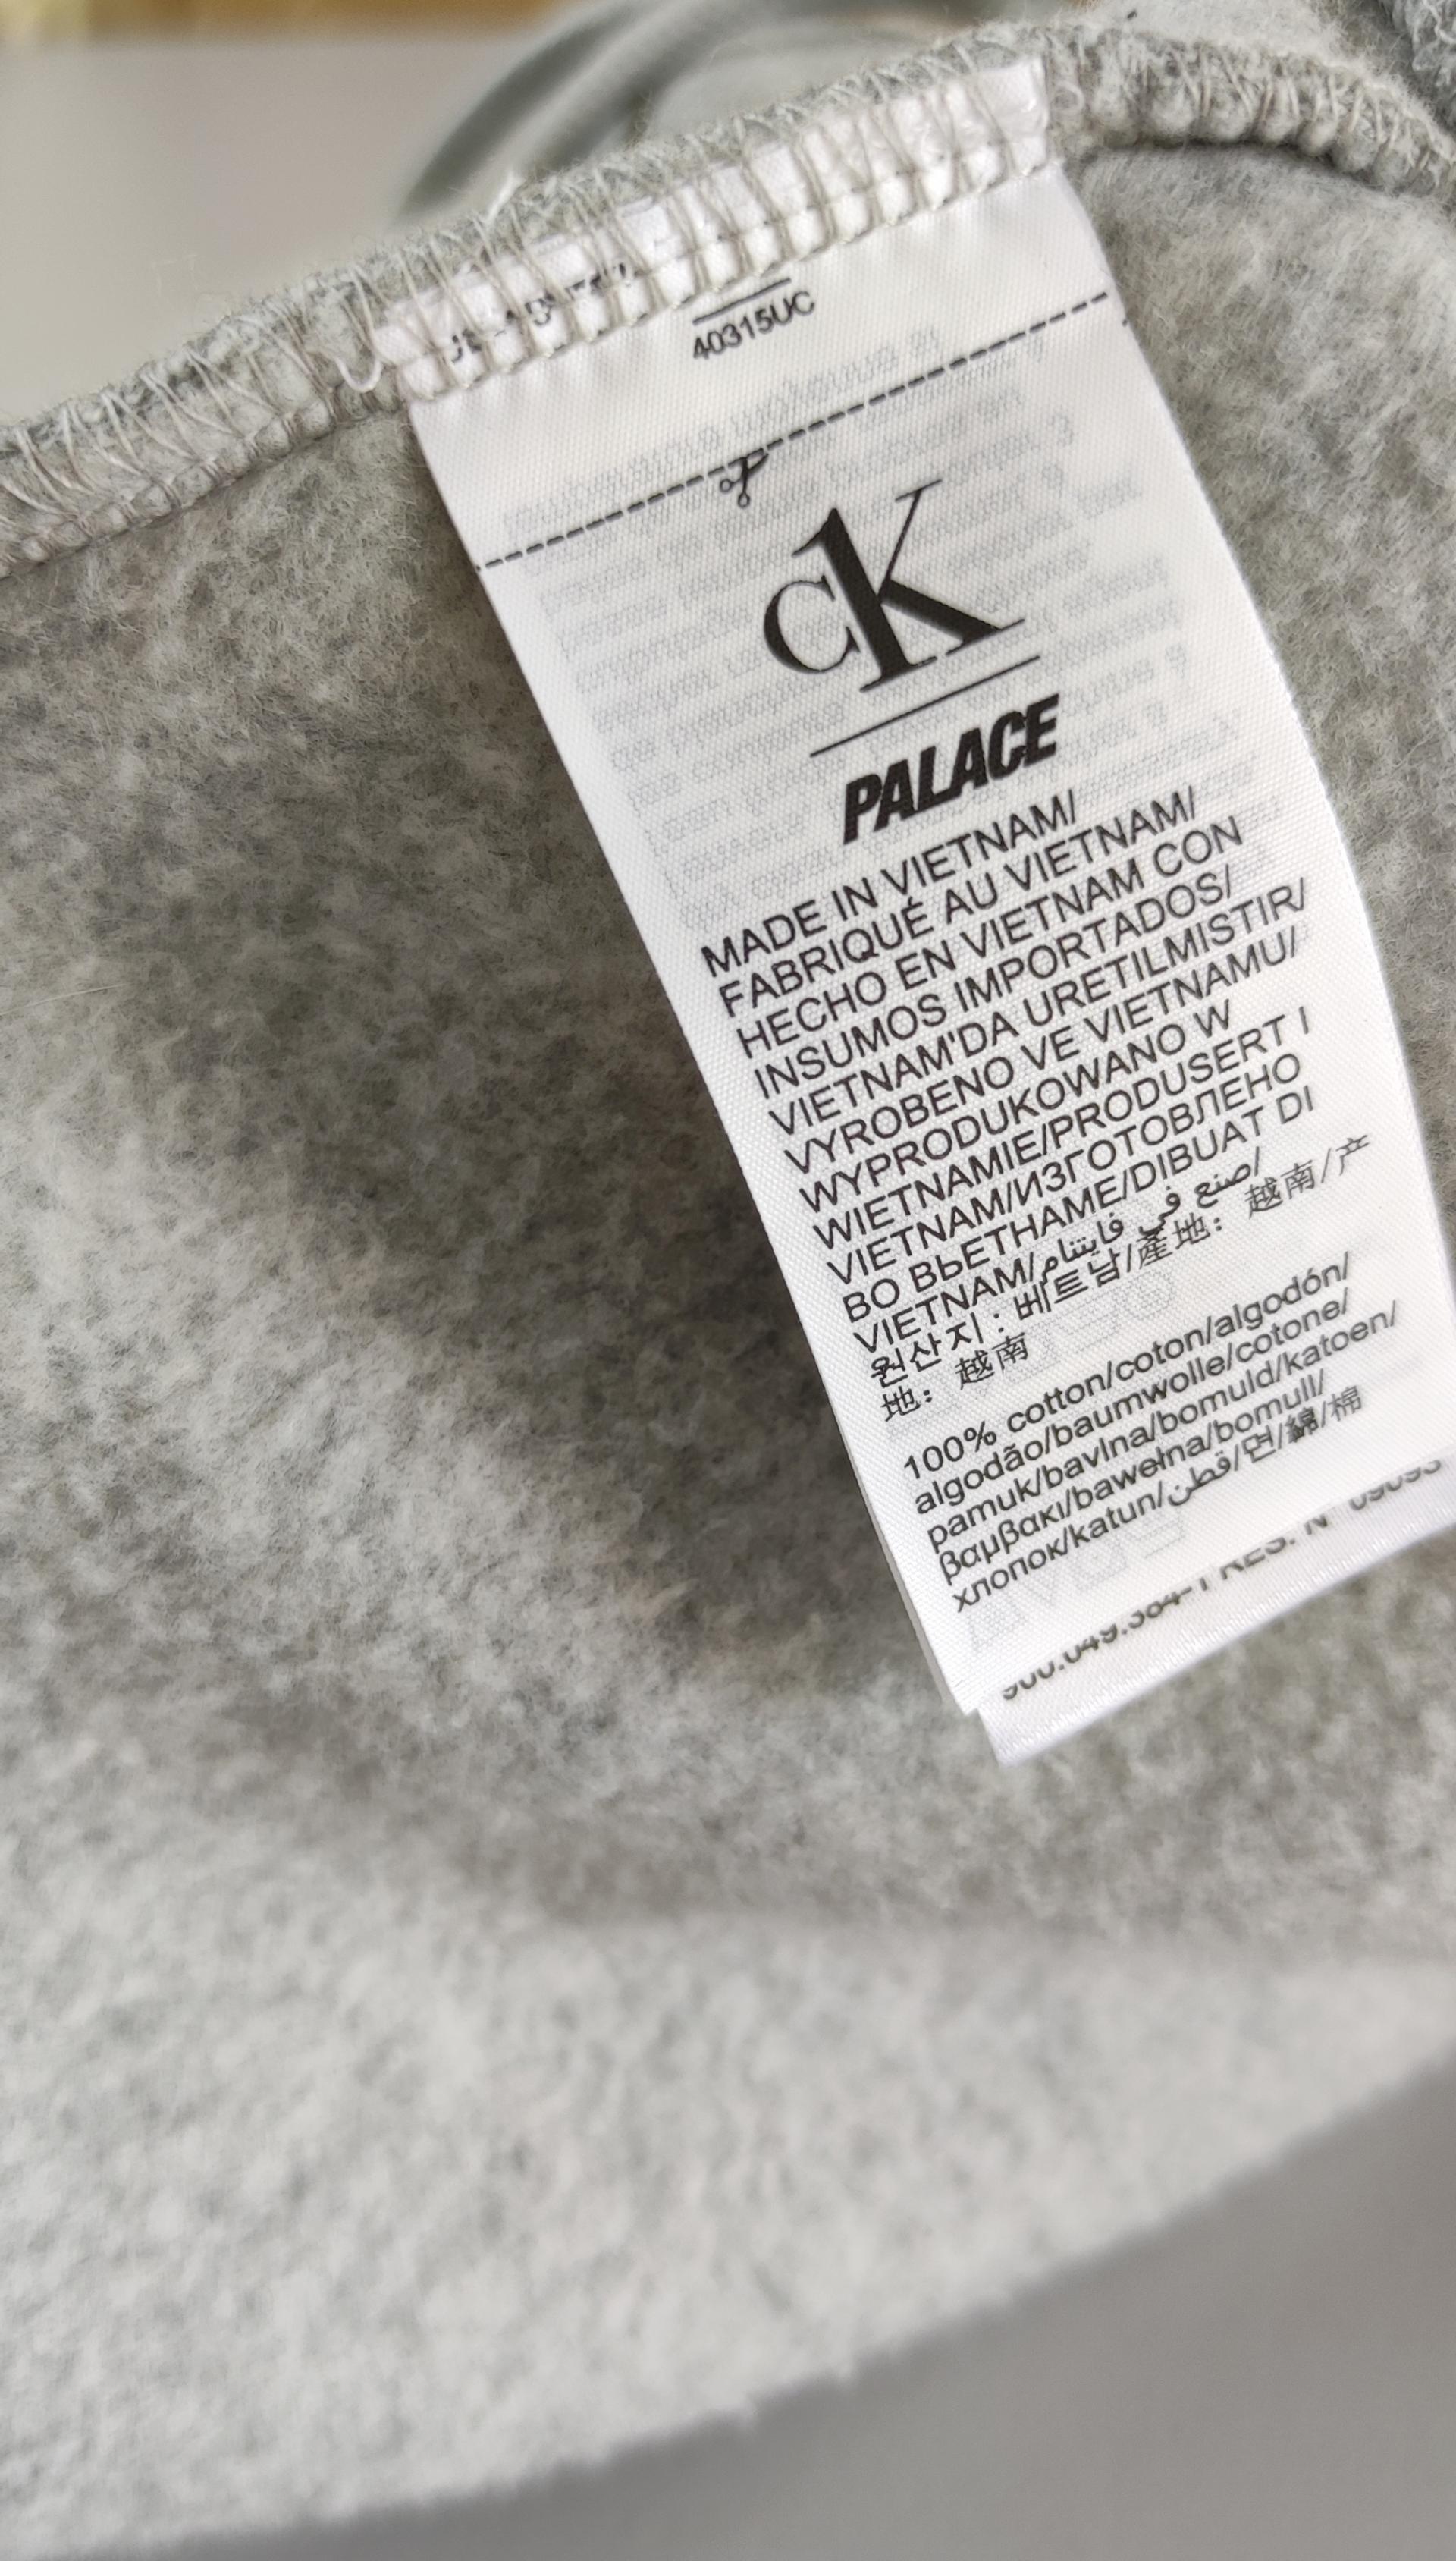 40315UC
CK
PALACE
MADE IN VIETNAM/
FABRIQUÉ AU VIETNAM/
HECHO EN VIETNAM CON
INSUMOS IMPORTADOS/
VIETNAM'DA URETILMISTIR/
VYROBENO VE VIETNAMU/
WYPRODUKOWANO W
WIETNAMIE/PRODUSERT I
VIETNAM/ИЗГОТОВЛЕНО
ВО ВЬЕТНАМЕ/DIBUAT DI
VIETNAM/صنع في فايتنام/
원산지 : 베트남/產地：越南/产
地：越南
100% cotton/coton/algodón/
algodão/baumwolle/cotone/
pamuk/bavlna/bomuld/katoen/
βαμβακι/bawełna/bomull/
хлопок/katun/قطن/면/綿/棉